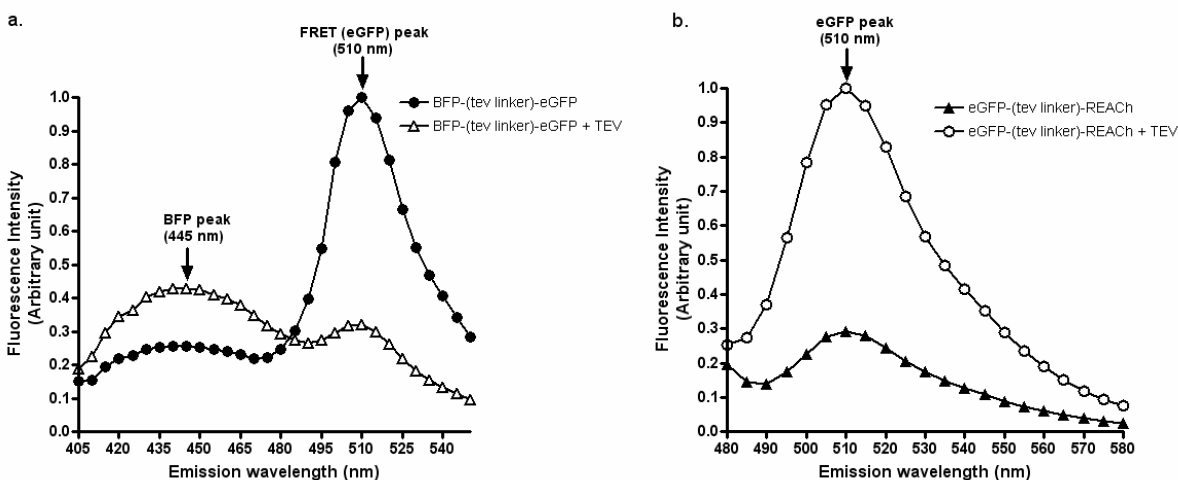 a.
FRET (eGFP) peak
(510 nm)
BFP-(tev linker)-eGFP
BFP-(tev linker)-eGFP + TEV
BFP peak
(445 nm)
Fluorescence Intensity
(Arbitrary unit)
1.0
0.9
0.8
0.7
0.6
0.5
0.4
0.3
0.2
0.1
0.0
405 420 435 450 465 480 495 510 525 540
Emission wavelength (nm)
b.
eGFP peak
(510 nm)
eGFP-(tev linker)-REACh
eGFP-(tev linker)-REACh + TEV
Fluorescence Intensity
(Arbitrary unit)
1.0
0.9
0.8
0.7
0.6
0.5
0.4
0.3
0.2
0.1
0.0
480 490 500 510 520 530 540 550 560 570 580
Emission wavelength (nm)